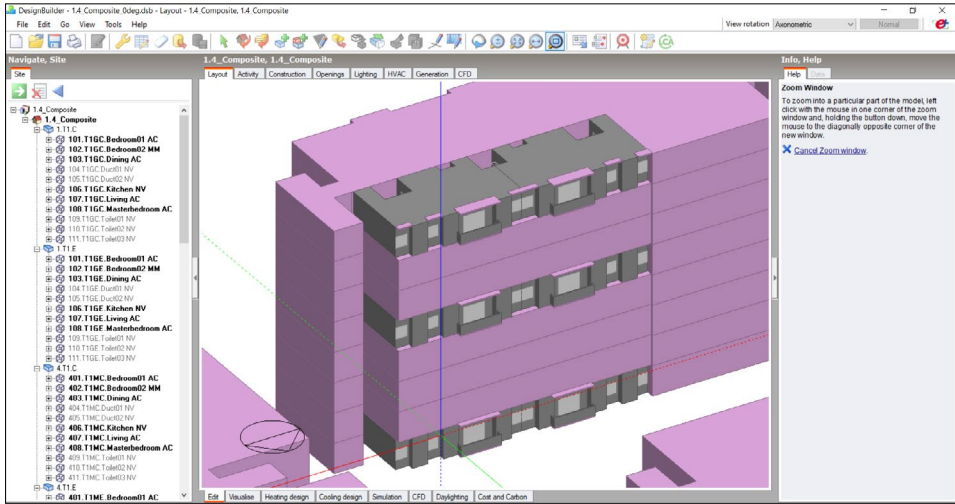 DesignBuilder - 1.4_Composite_0deg.dsb - Layout - 1.4_Composite, 1.4_Composite
File Edit Go View Tools Help
View rotation Axonometric Normal
Navigate, Site
1.4_Composite, 1.4_Composite
Info, Help
Site
Layout Activity Construction Openings Lighting HVAC Generation CFD
Help Data
Zoom Window
To zoom into a particular part of the model, left
click with the mouse in one corner of the zoom
window and, holding the button down, move the
mouse to the diagonally opposite corner of the
new window.
Cancel Zoom window.
1.4_Composite
1.4_Composite
1.T1.C
101.T1GC.Bedroom01 AC
102.T1GC.Bedroom02 MM
103.T1GC.Dining AC
104.T1GC.Duct01 NV
105.T1GC.Duct02 NV
106.T1GC.Kitchen NV
107.T1GC.Living AC
108.T1GC.Masterbedroom AC
109.T1GC.Toilet01 NV
110.T1GC.Toilet02 NV
111.T1GC.Toilet03 NV
1.T1.E
101.T1GE.Bedroom01 AC
102.T1GE.Bedroom02 MM
103.T1GE.Dining AC
104.T1GE.Duct01 NV
105.T1GE.Duct02 NV
106.T1GE.Kitchen NV
107.T1GE.Living AC
108.T1GE.Masterbedroom AC
109.T1GE.Toilet01 NV
110.T1GE.Toilet02 NV
111.T1GE.Toilet03 NV
4.T1.C
401.T1MC.Bedroom01 AC
402.T1MC.Bedroom02 MM
403.T1MC.Dining AC
404.T1MC.Duct01 NV
405.T1MC.Duct02 NV
406.T1MC.Kitchen NV
407.T1MC.Living AC
408.T1MC.Masterbedroom AC
409.T1MC.Toilet01 NV
410.T1MC.Toilet02 NV
411.T1MC.Toilet03 NV
4.T1.E
401.T1ME.Bedroom01 AC
Edit Visualise Heating design Cooling design Simulation CFD Daylighting Cost and Carbon